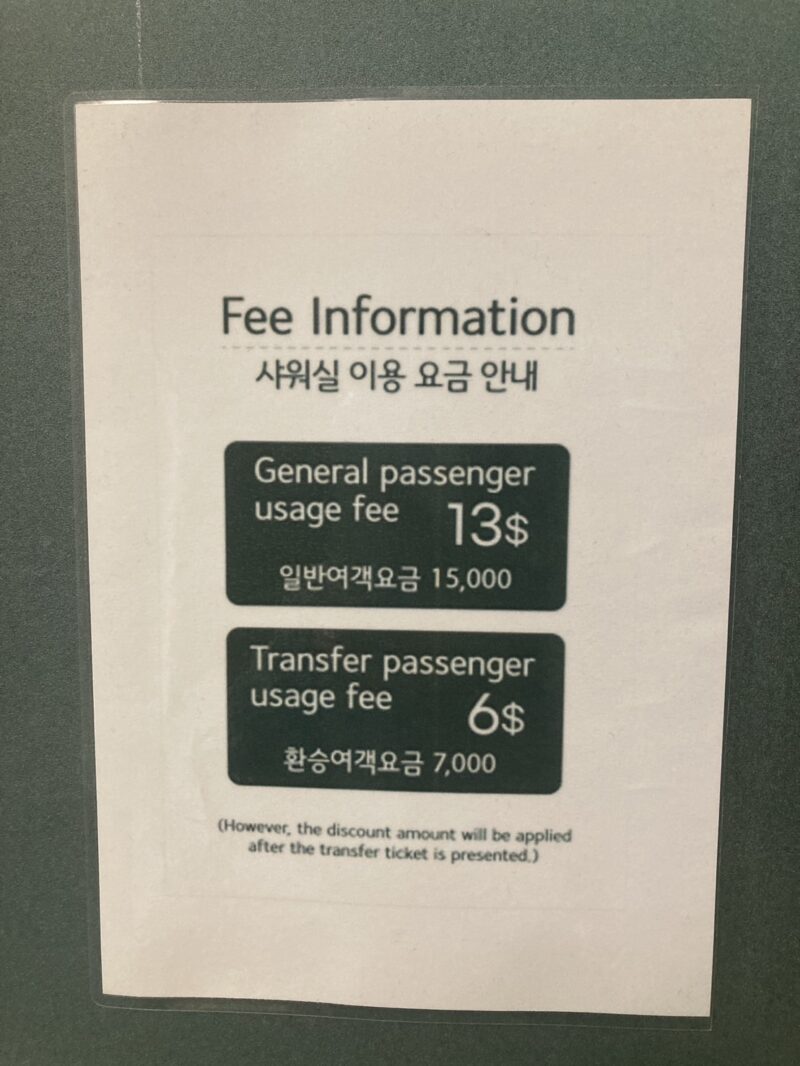 Fee Information
샤워실 이용 요금 안내
General passenger
usage fee 13$
일반여객요금 15,000
Transfer passenger
usage fee 6$
환승여객요금 7,000
(However, the discount amount will be applied
after the transfer ticket is presented.)